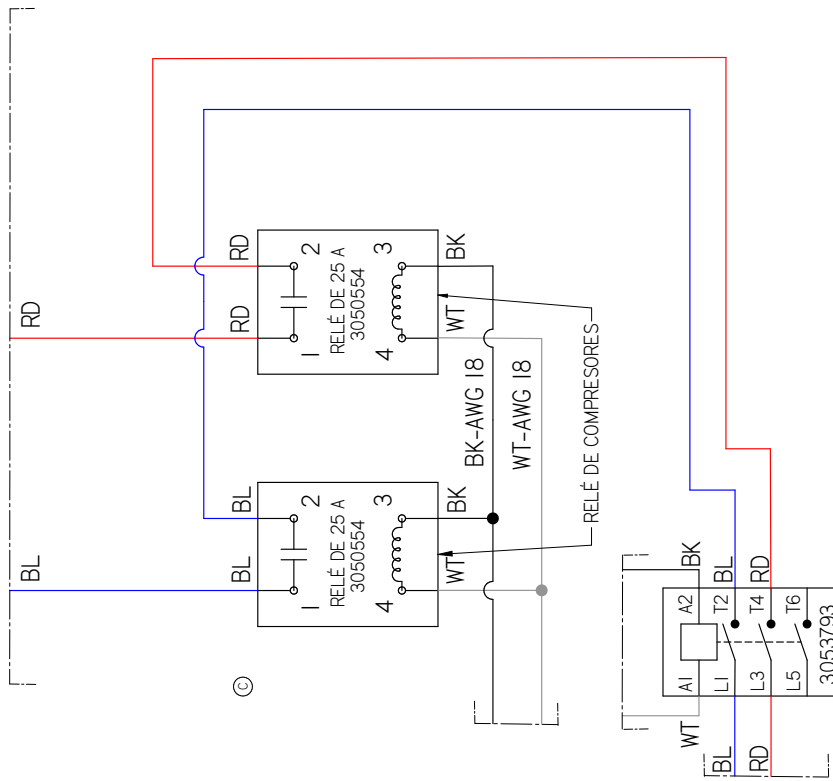 RD
BL
RD
RD
1
2
RELÉ DE 25 A
3050554
4
3
WT
BK
BL
BL
1
2
RELÉ DE 25 A
3050554
4
3
WT
BK
BK-AWG 18
WT-AWG 18
RELÉ DE COMPRESORES
C
BK
BL
RD
A2
T2
T4
T6
A1
L1
L3
L5
3053793
WT
BL
RD